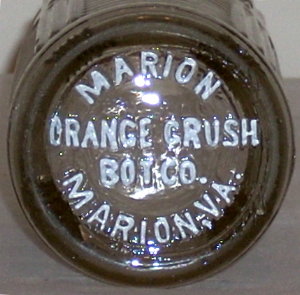 MARION
ORANGE CRUSH
BOT.CO.
MARION, VA.